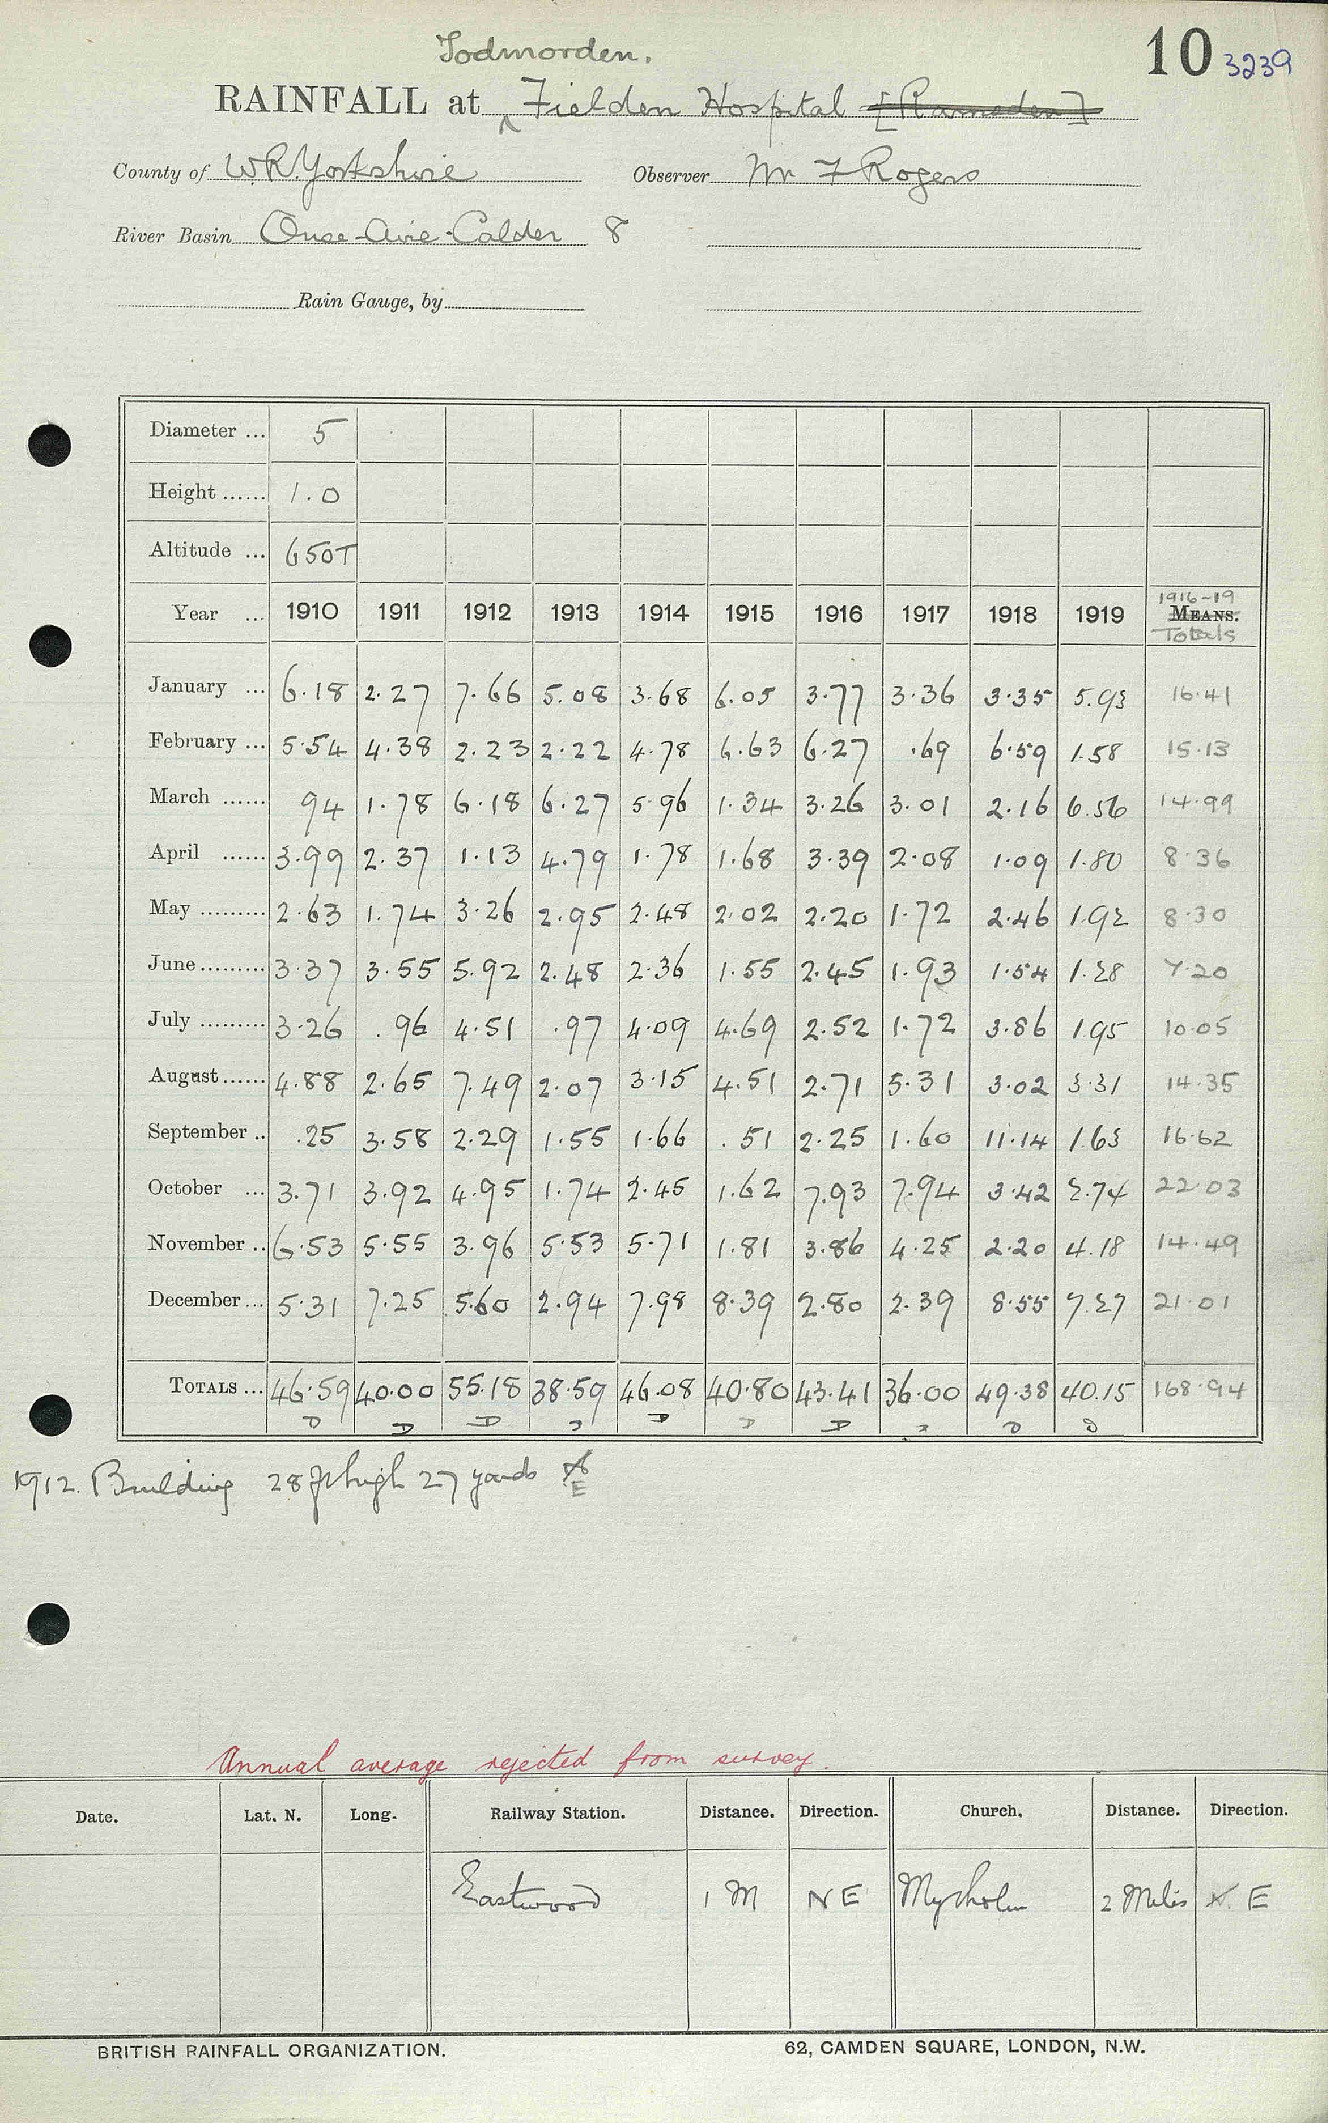 Todmorden.
10 3239
RAINFALL at Fielden Hospital [Ramsden]
County of W R Yorkshire Observer Mr F Rogers
River Basin Ouse-Aire-Calder 8
Rain Gauge, by
Diameter ... 5
Height ...... 1.0
Altitude ... 650T
Year ... 1910 1911 1912 1913 1914 1915 1916 1917 1918 1919 1916-19 MEANS. Totals
January ... 6.18 2.27 7.66 5.08 3.68 6.05 3.77 3.36 3.35 5.93 16.41
February ... 5.54 4.38 2.23 2.22 4.78 6.63 6.27 .69 6.59 1.58 15.13
March ...... 94 1.78 6.18 6.27 5.96 1.34 3.26 3.01 2.16 6.56 14.99
April ...... 3.99 2.37 1.13 4.79 1.78 1.68 3.39 2.08 1.09 1.80 8.36
May ......... 2.63 1.74 3.26 2.95 2.48 2.02 2.20 1.72 2.46 1.92 8.30
June ......... 3.37 3.55 5.92 2.48 2.36 1.55 2.45 1.93 1.54 1.28 7.20
July ......... 3.26 .96 4.51 .97 4.09 4.69 2.52 1.72 3.86 1.95 10.05
August ...... 4.88 2.65 7.49 2.07 3.15 4.51 2.71 5.31 3.02 3.31 14.35
September .. .25 3.58 2.29 1.55 1.66 .51 2.25 1.60 11.14 1.63 16.62
October ... 3.71 3.92 4.95 1.74 2.45 1.62 7.93 7.94 3.42 2.74 22.03
November .. 6.53 5.55 3.96 5.53 5.71 1.81 3.86 4.25 2.20 4.18 14.49
December ... 5.31 7.25 5.60 2.94 7.98 8.39 2.80 2.39 8.55 7.27 21.01
TOTALS ... 46.59 40.00 55.18 38.59 46.08 40.80 43.41 36.00 49.38 40.15 168.94
D D D D D D D D D D
1912. Building 28 ft high 27 yards E
Annual average rejected from survey.
Date. Lat. N. Long. Railway Station. Distance. Direction. Church. Distance. Direction.
Eastwood 1 M NE Mytholm 2 Miles N. E
BRITISH RAINFALL ORGANIZATION. 62, CAMDEN SQUARE, LONDON, N.W.